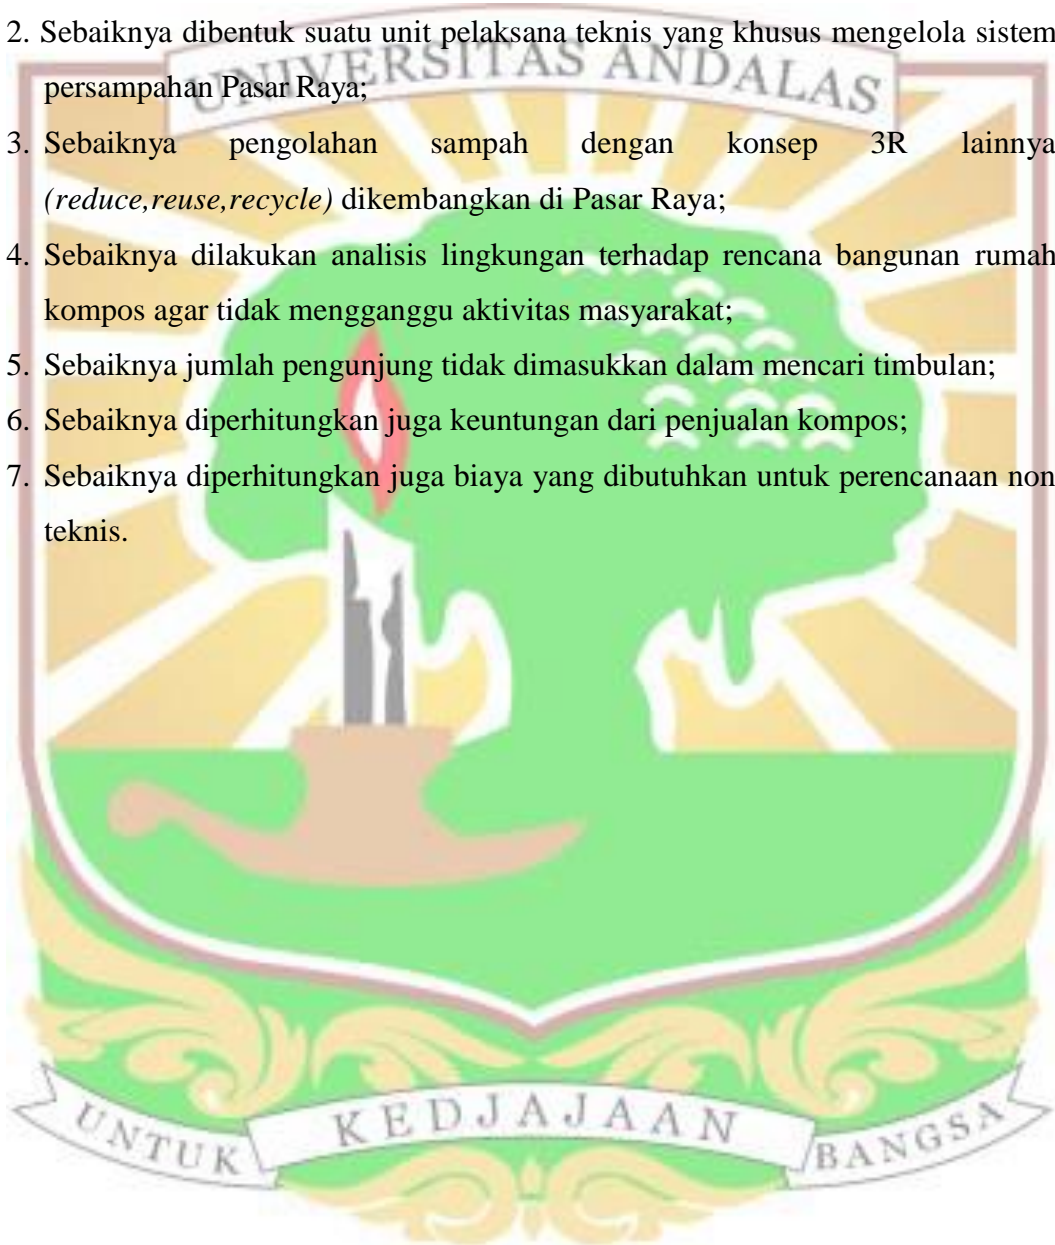 2. Sebaiknya dibentuk suatu unit pelaksana teknis yang khusus mengelola sistem
UNIVERSITAS ANDALAS
persampahan Pasar Raya;
3. Sebaiknya pengolahan sampah dengan konsep 3R lainnya
(reduce,reuse,recycle) dikembangkan di Pasar Raya;
4. Sebaiknya dilakukan analisis lingkungan terhadap rencana bangunan rumah
kompos agar tidak mengganggu aktivitas masyarakat;
5. Sebaiknya jumlah pengunjung tidak dimasukkan dalam mencari timbulan;
6. Sebaiknya diperhitungkan juga keuntungan dari penjualan kompos;
7. Sebaiknya diperhitungkan juga biaya yang dibutuhkan untuk perencanaan non
teknis.
UNTUK KEDJAJAAN BANGSA